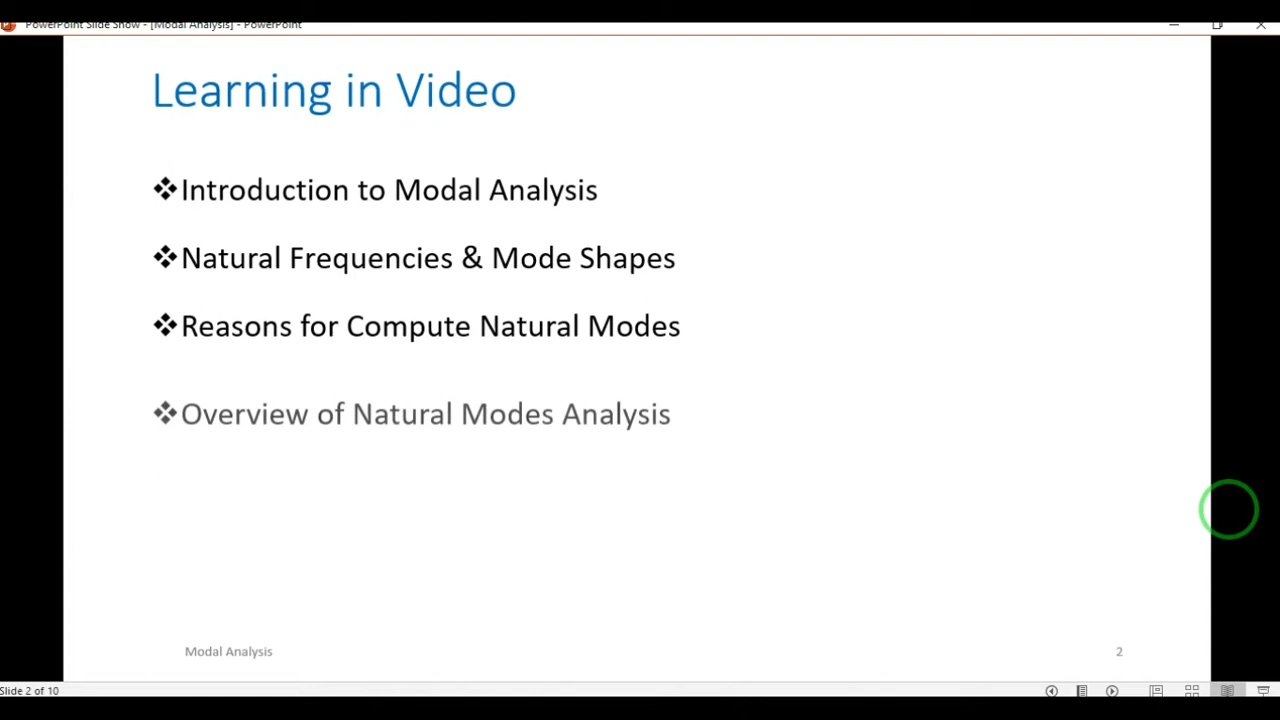 PowerPoint Slide Show - [Modal Analysis] - PowerPoint
Learning in Video
❖Introduction to Modal Analysis
❖Natural Frequencies & Mode Shapes
❖Reasons for Compute Natural Modes
❖Overview of Natural Modes Analysis
Modal Analysis
2
Slide 2 of 10